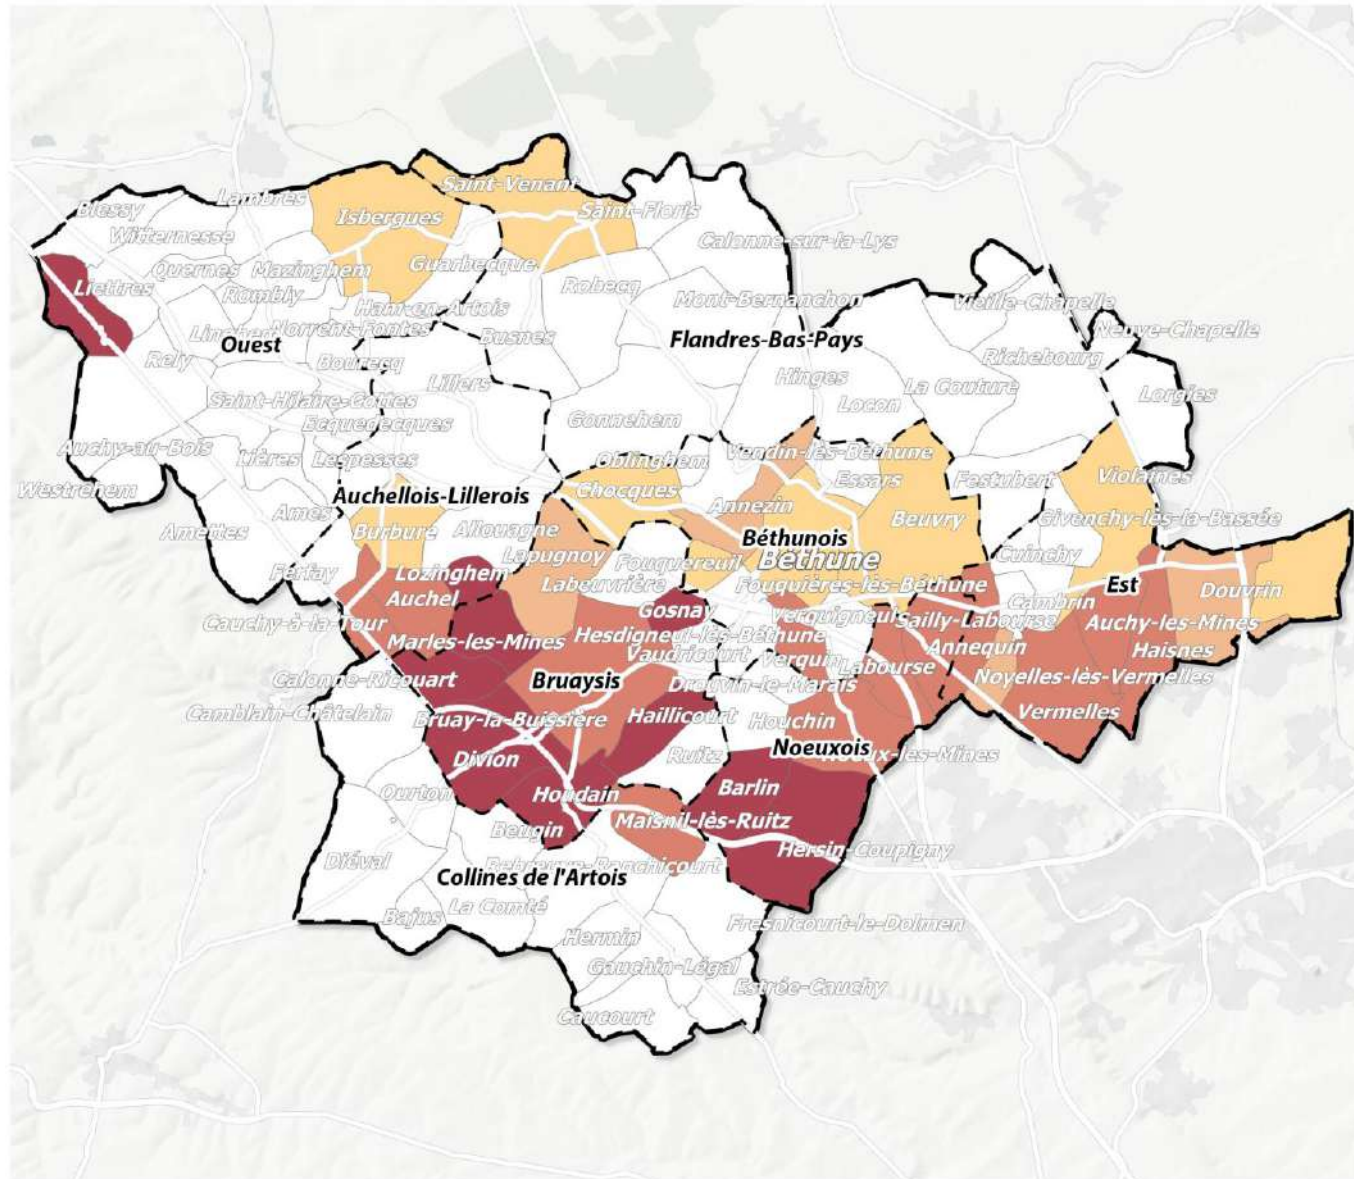 Saint-Venant
Blessy
Lambres
Isbergues
Saint-Floris
Witternesse
Calonne-sur-la-Lys
Guarbecque
Quernes
Mazinghem
Liettres
Rombly
Robecq
Mont-Bernanchon
Ham-en-Artois
Vieille-Chapelle
Linghem
Norrent-Fontes
Busnes
Neuve-Chapelle
Ouest
Flandres-Bas-Pays
Rely
Bourecq
Richebourg
Hinges
Lillers
La Couture
Lorgies
Saint-Hilaire-Cottes
Locon
Ecquedecques
Gonnehem
Auchy-au-Bois
Lières
Lespesses
Oblinghem
Vendin-lès-Béthune
Essars
Festubert
Violaines
Westrehem
Auchellois-Lillerois
Chocques
Annezin
Ames
Beuvry
Givenchy-lès-la-Bassée
Amettes
Burbure
Allouagne
Béthunois
Lapugnoy
Fouquereuil
Béthune
Cuinchy
Ferfay
Lozinghem
Labeuvrière
Fouquières-lès-Béthune
Est
Douvrin
Auchel
Gosnay
Cambrin
Cauchy-à-la-Tour
Verquigneul
Sailly-Labourse
Auchy-les-Mines
Marles-les-Mines
Hesdigneul-lès-Béthune
Vaudricourt
Verquin
Labourse
Annequin
Haisnes
Calonne-Ricouart
Bruaysis
Drouvin-le-Marais
Noyelles-lès-Vermelles
Camblain-Châtelain
Bruay-la-Buissière
Haillicourt
Houchin
Vermelles
Divion
Ruitz
Noeuxois
Noeux-les-Mines
Ourton
Houdain
Barlin
Beugin
Maisnil-lès-Ruitz
Diéval
Rebreuve-Ranchicourt
Hersin-Coupigny
Collines de l'Artois
La Comté
Bajus
Hermin
Fresnicourt-le-Dolmen
Gauchin-Légal
Estrée-Cauchy
Caucourt